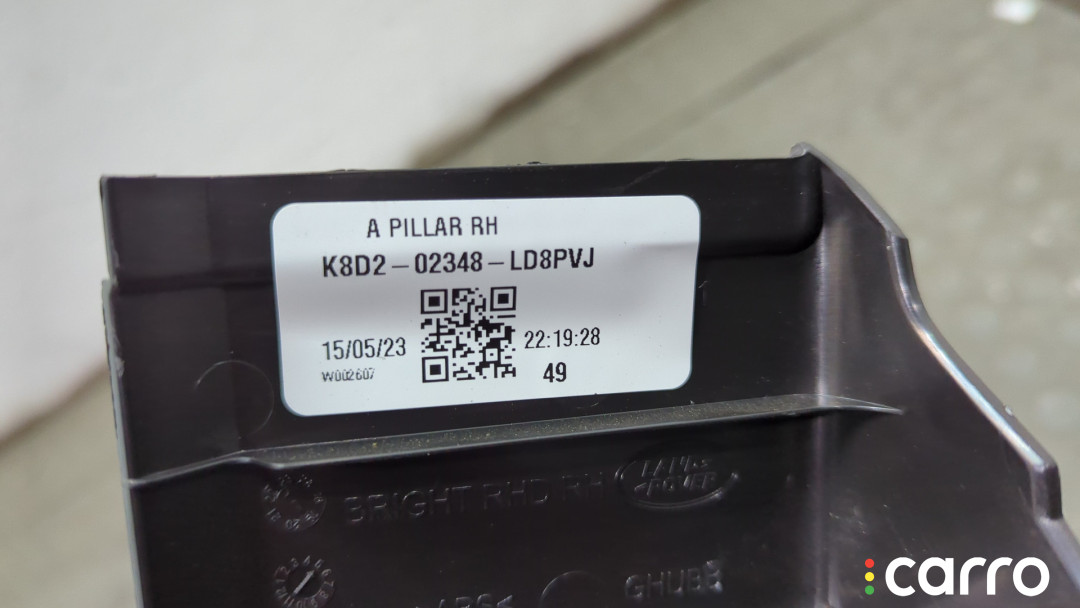 A PILLAR RH
K8D2-02348-LD8PVJ
15/05/23
22:19:28
W002607
49
BRIGHT RHD RH
LAND ROVER
carro